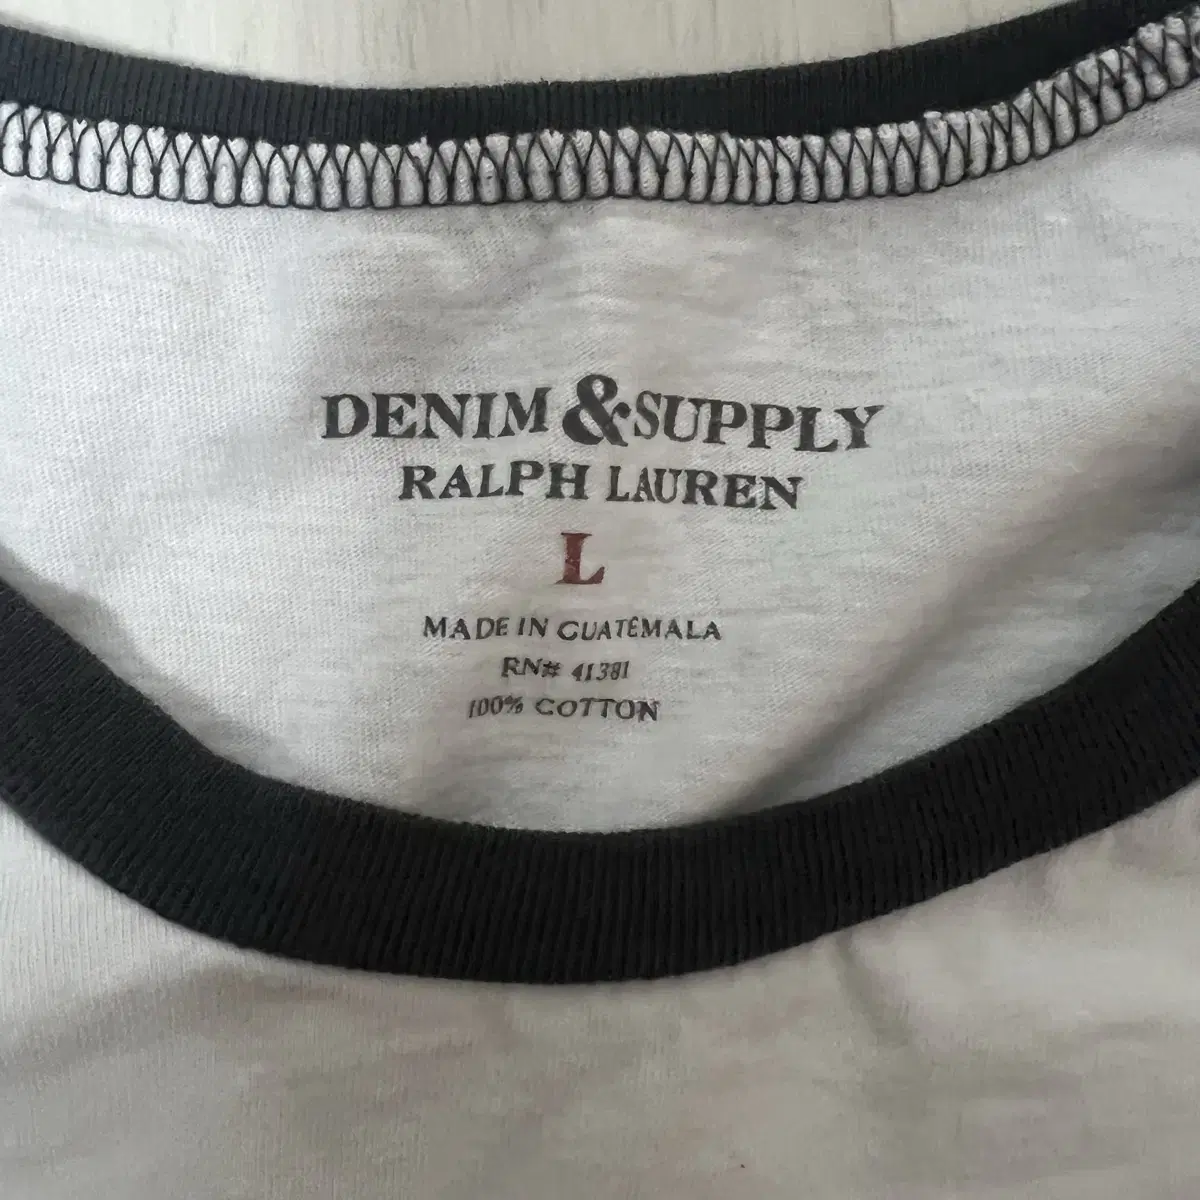 DENIM & SUPPLY
RALPH LAUREN
L
MADE IN GUATEMALA
RN# 41381
100% COTTON